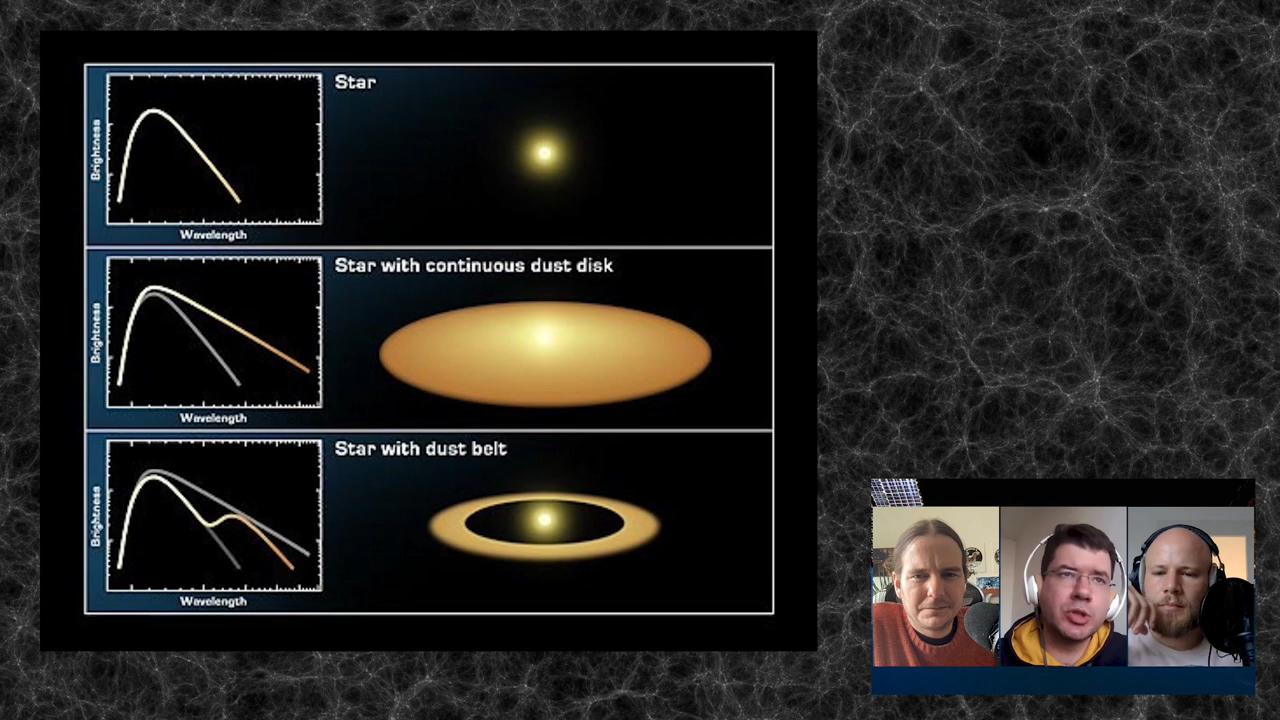 Star
Brightness
Wavelength
Star with continuous dust disk
Brightness
Wavelength
Star with dust belt
Brightness
Wavelength